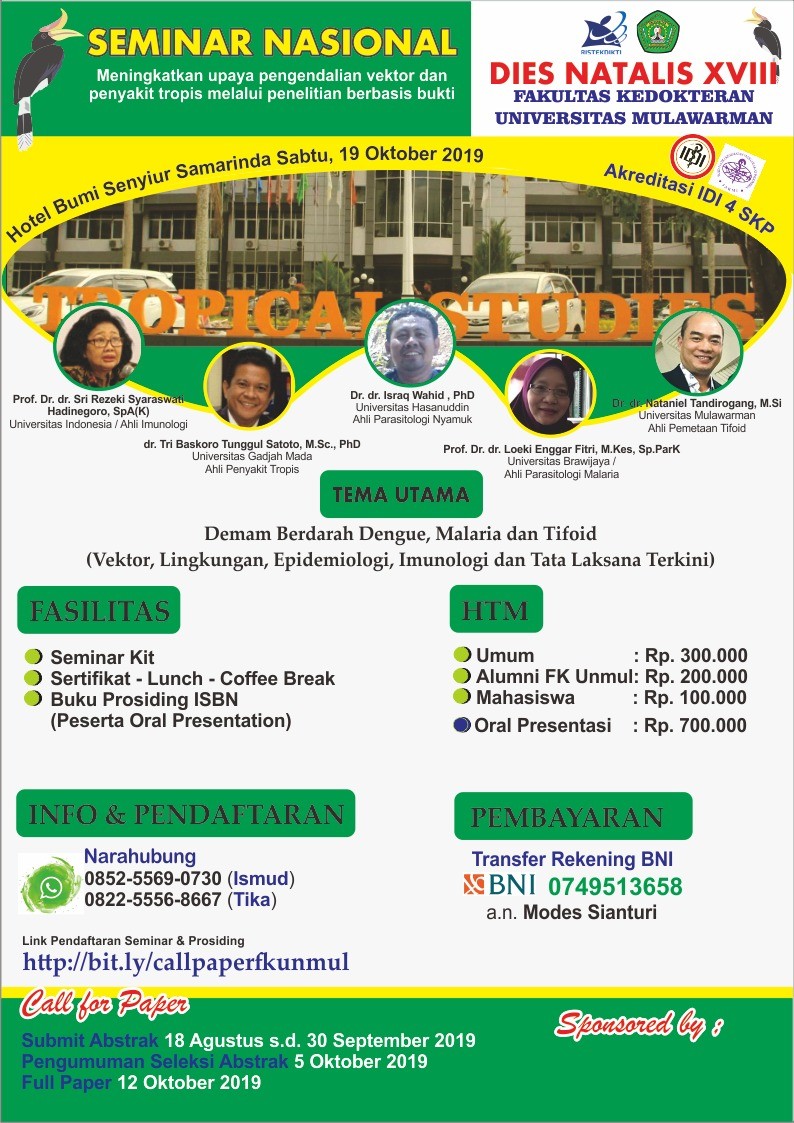 SEMINAR NASIONAL
Meningkatkan upaya pengendalian vektor dan
penyakit tropis melalui penelitian berbasis bukti
RISTEKDIKTI
DIES NATALIS XVIII
FAKULTAS KEDOKTERAN
UNIVERSITAS MULAWARMAN
Hotel Bumi Senyiur Samarinda Sabtu, 19 Oktober 2019
IDI
Akreditasi IDI 4 SKP
TROPICAL STUDIES
Prof. Dr. dr. Sri Rezeki Syaraswati
Hadinegoro, SpA(K)
Universitas Indonesia / Ahli Imunologi
dr. Tri Baskoro Tunggul Satoto, M.Sc., PhD
Universitas Gadjah Mada
Ahli Penyakit Tropis
Dr. dr. Israq Wahid , PhD
Universitas Hasanuddin
Ahli Parasitologi Nyamuk
Prof. Dr. dr. Loeki Enggar Fitri, M.Kes, Sp.ParK
Universitas Brawijaya /
Ahli Parasitologi Malaria
Dr. dr. Nataniel Tandirogang, M.Si
Universitas Mulawarman
Ahli Pemetaan Tifoid
TEMA UTAMA
Demam Berdarah Dengue, Malaria dan Tifoid
(Vektor, Lingkungan, Epidemiologi, Imunologi dan Tata Laksana Terkini)
FASILITAS
Seminar Kit
Sertifikat - Lunch - Coffee Break
Buku Prosiding ISBN
(Peserta Oral Presentation)
HTM
Umum : Rp. 300.000
Alumni FK Unmul: Rp. 200.000
Mahasiswa : Rp. 100.000
Oral Presentasi : Rp. 700.000
INFO & PENDAFTARAN
Narahubung
0852-5569-0730 (Ismud)
0822-5556-8667 (Tika)
Link Pendaftaran Seminar & Prosiding
http://bit.ly/callpaperfkunmul
PEMBAYARAN
Transfer Rekening BNI
BNI 0749513658
a.n. Modes Sianturi
Call for Paper
Submit Abstrak 18 Agustus s.d. 30 September 2019
Pengumuman Seleksi Abstrak 5 Oktober 2019
Full Paper 12 Oktober 2019
Sponsored by ;